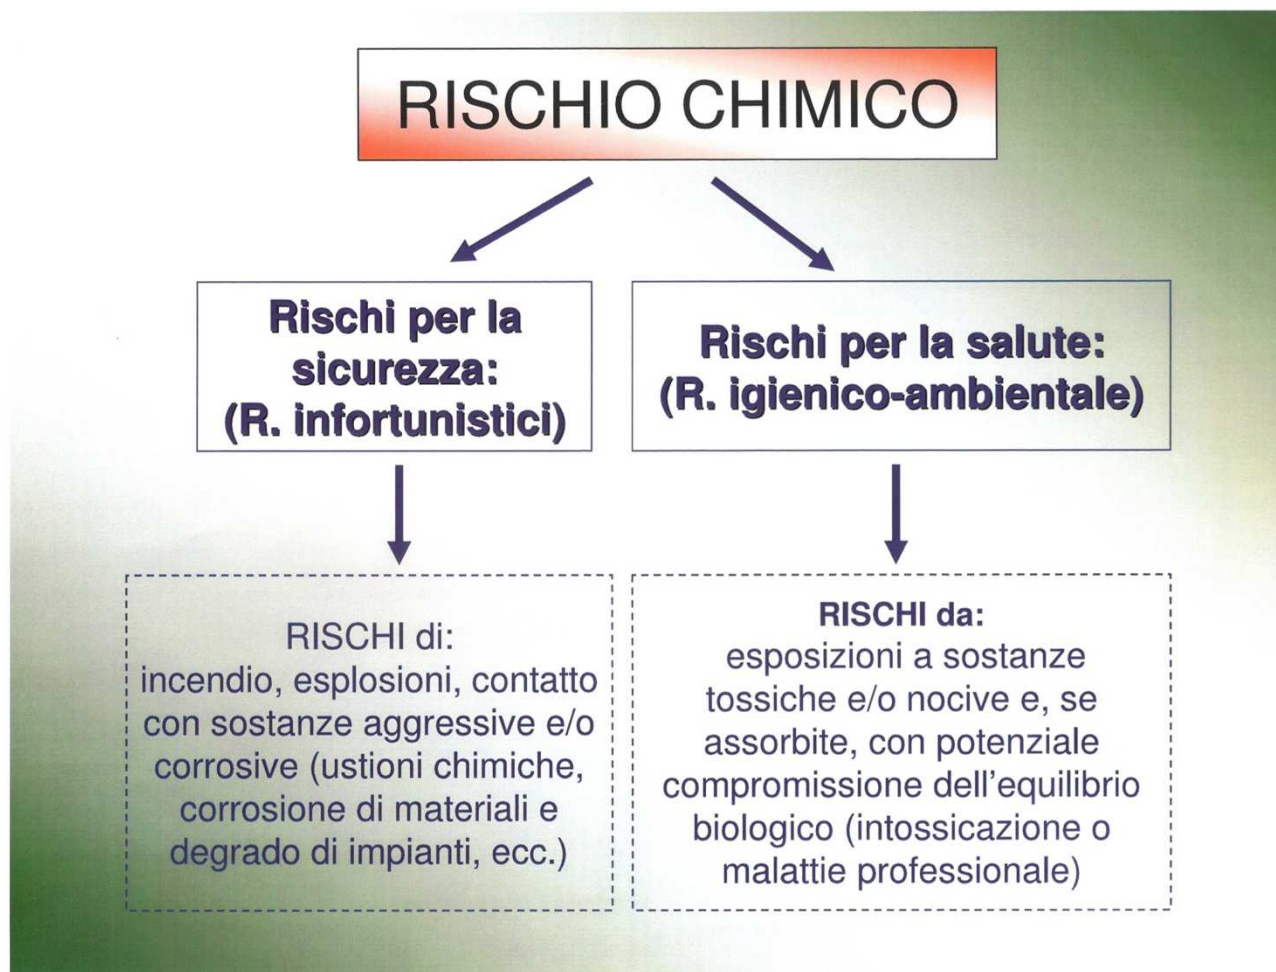 RISCHIO CHIMICO
Rischi per la
sicurezza:
(R. infortunistici)
Rischi per la salute:
(R. igienico-ambientale)
RISCHI di:
incendio, esplosioni, contatto
con sostanze aggressive e/o
corrosive (ustioni chimiche,
corrosione di materiali e
degrado di impianti, ecc.)
RISCHI da:
esposizioni a sostanze
tossiche e/o nocive e, se
assorbite, con potenziale
compromissione dell'equilibrio
biologico (intossicazione o
malattie professionale)